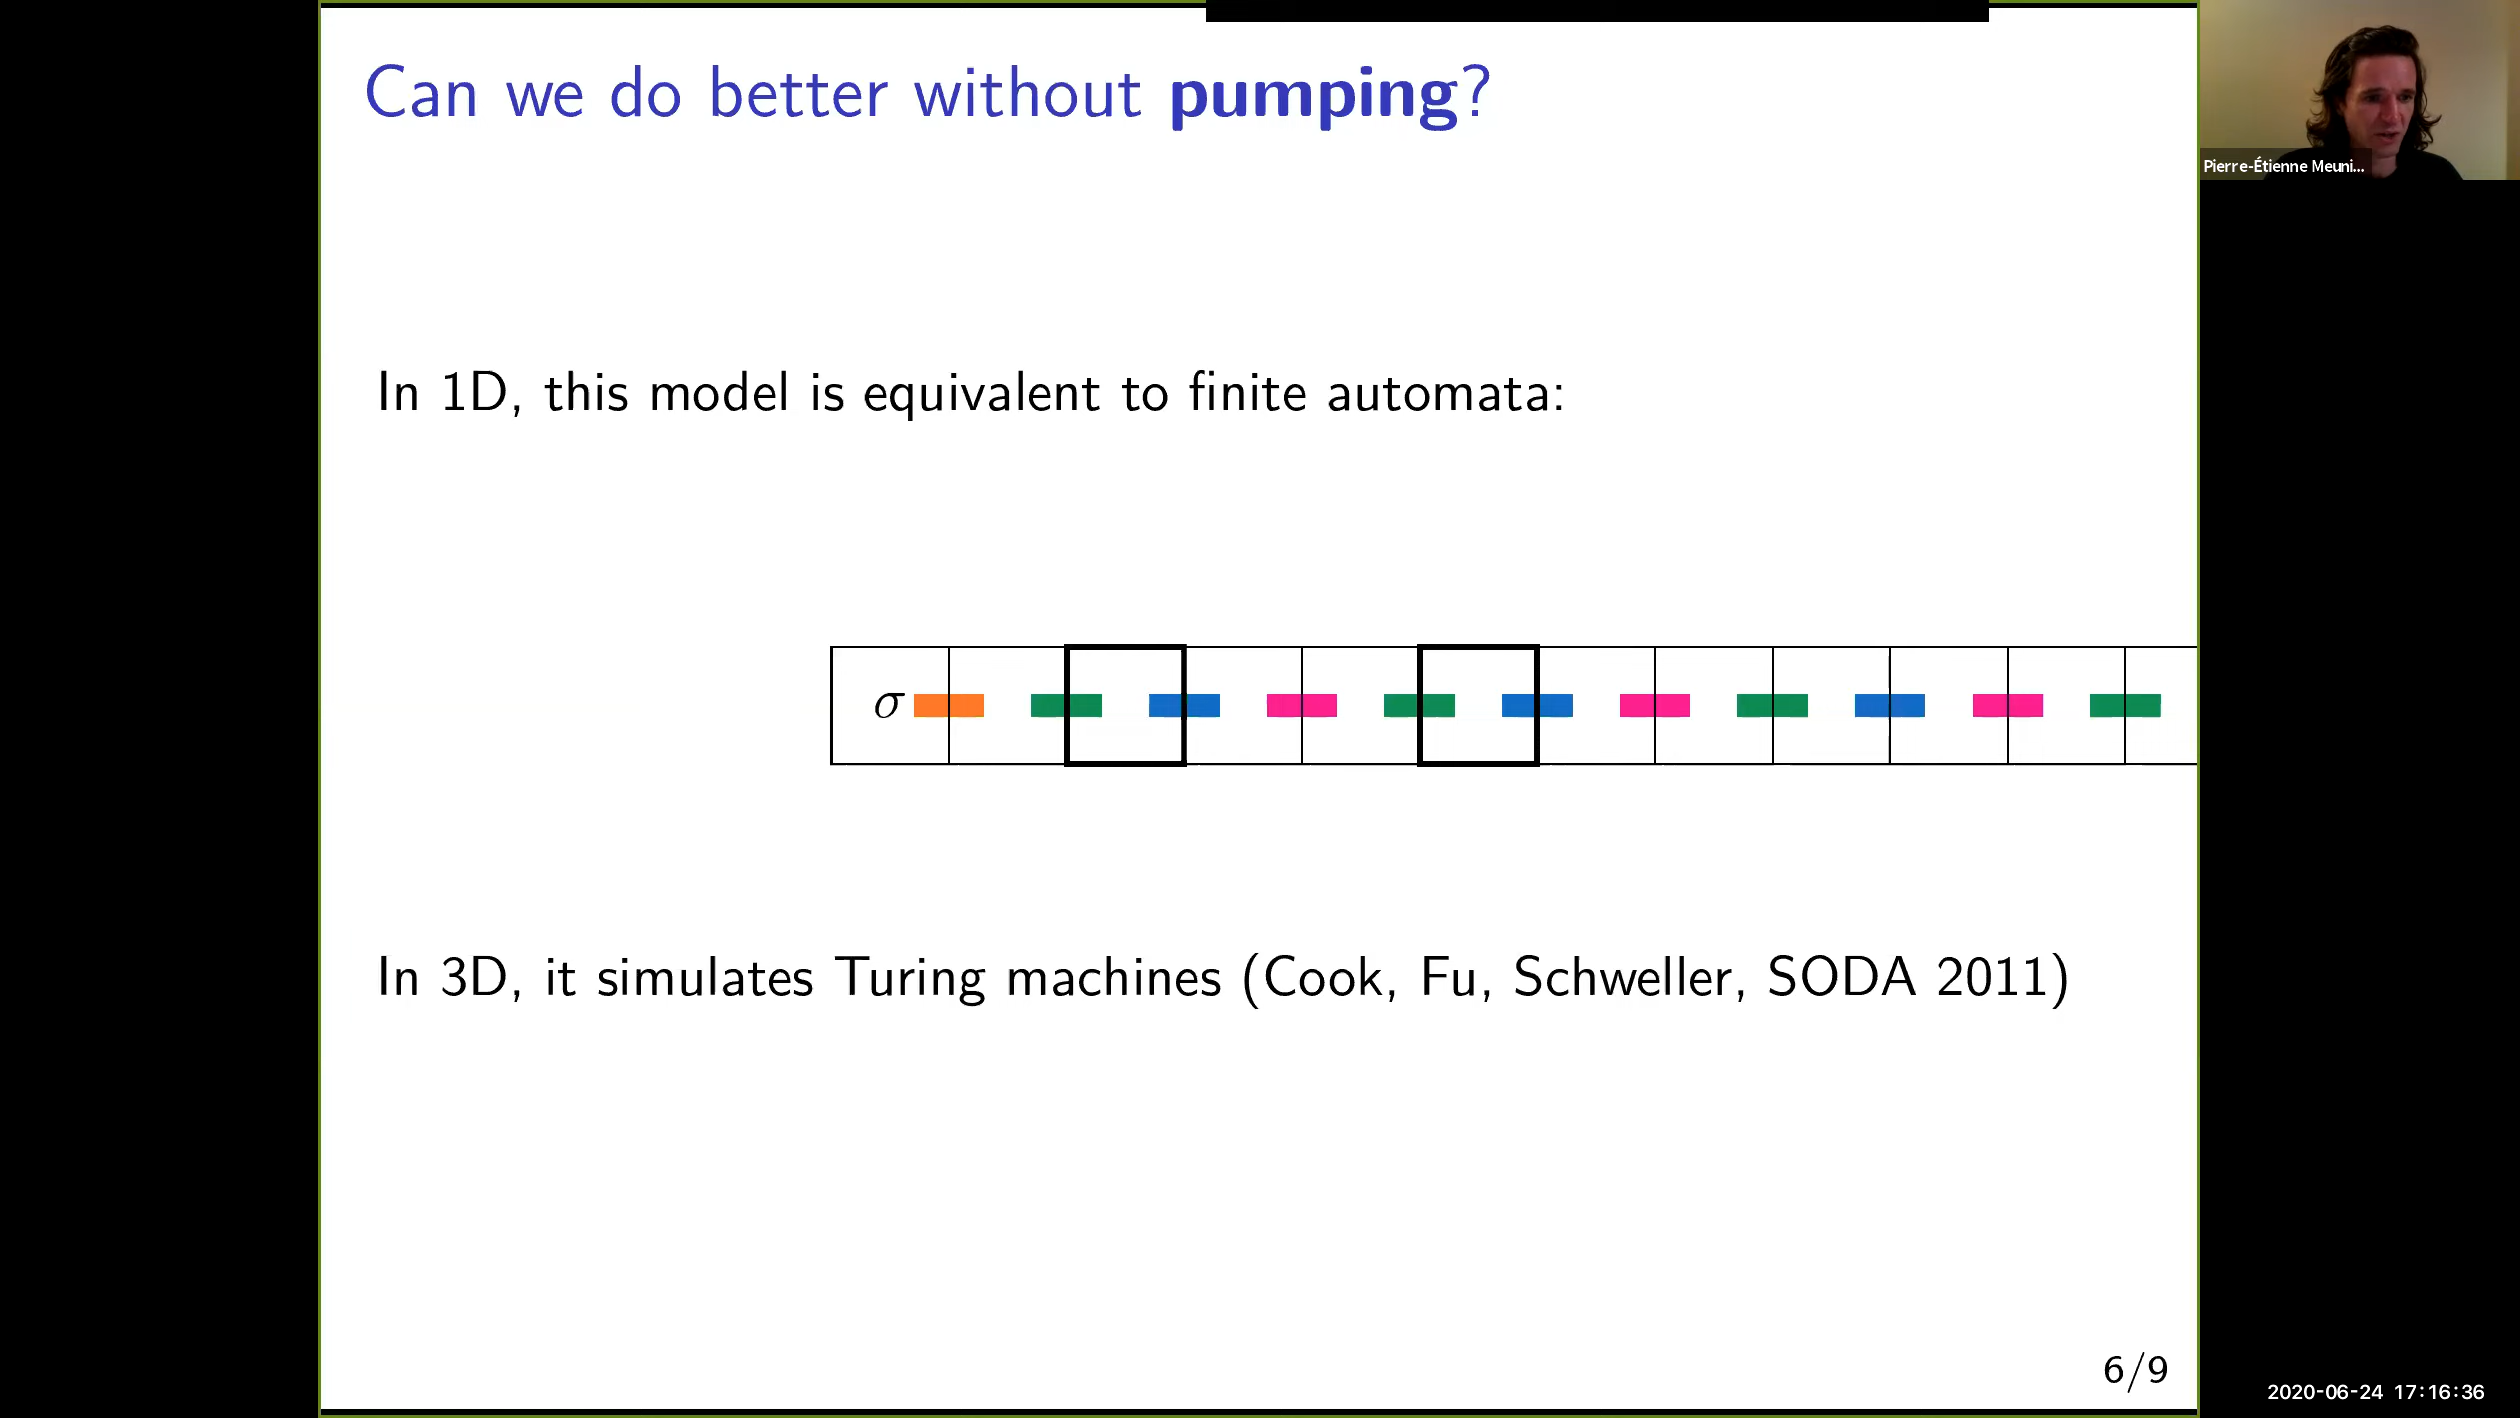 Can we do better without pumping?
Pierre-Étienne Meuni...
In 1D, this model is equivalent to finite automata:
σ
In 3D, it simulates Turing machines (Cook, Fu, Schweller, SODA 2011)
6/9
2020-06-24 17:16:36